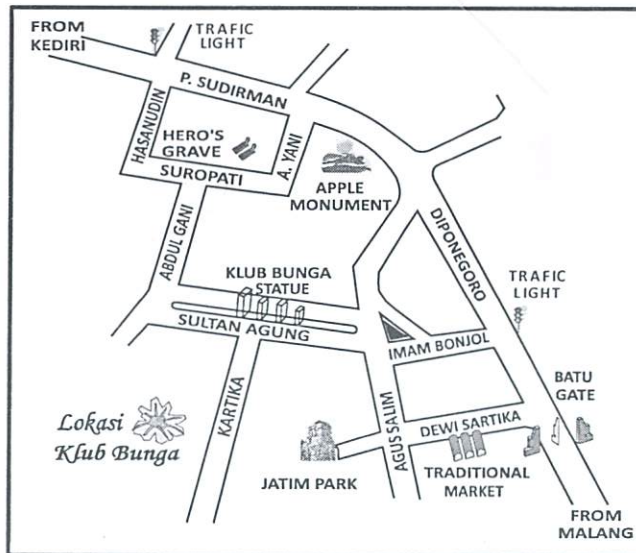 FROM
KEDIRI
TRAFIC
LIGHT
P. SUDIRMAN
HASANUDIN
HERO'S
GRAVE
A. YANI
SUROPATI
APPLE
MONUMENT
ABDUL GANI
DIPONEGORO
KLUB BUNGA
STATUE
TRAFIC
LIGHT
SULTAN AGUNG
IMAM BONJOL
BATU
GATE
KARTIKA
AGUS SALIM
DEWI SARTIKA
Lokasi
Klub Bunga
JATIM PARK
TRADITIONAL
MARKET
FROM
MALANG